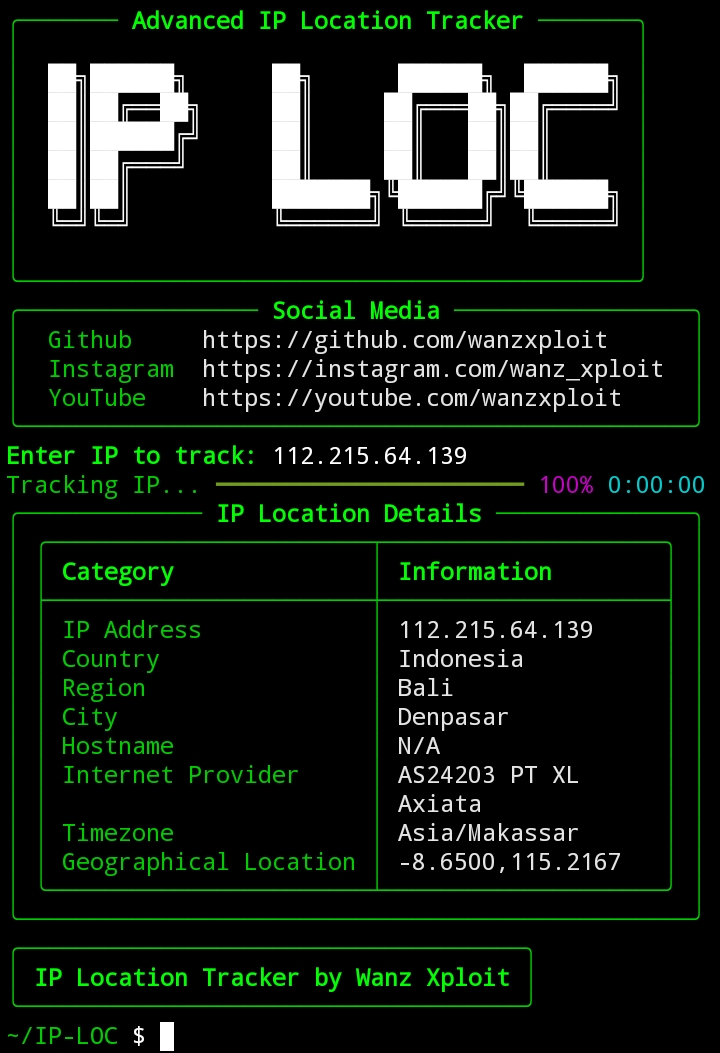 Advanced IP Location Tracker
IP LOC
Social Media
Github https://github.com/wanzxploit
Instagram https://instagram.com/wanz_xploit
YouTube https://youtube.com/wanzxploit
Enter IP to track: 112.215.64.139
Tracking IP... 100% 0:00:00
IP Location Details
Category Information
IP Address 112.215.64.139
Country Indonesia
Region Bali
City Denpasar
Hostname N/A
Internet Provider AS24203 PT XL
Axiata
Timezone Asia/Makassar
Geographical Location -8.6500,115.2167
IP Location Tracker by Wanz Xploit
~/IP-LOC $